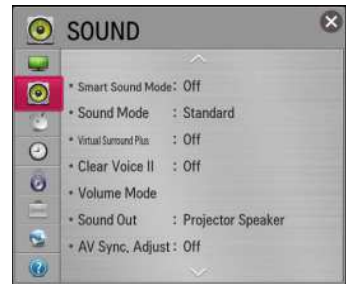 SOUND
• Smart Sound Mode : Off
• Sound Mode : Standard
• Virtual Surround Plus : Off
• Clear Voice II : Off
• Volume Mode
• Sound Out : Projector Speaker
• AV Sync. Adjust : Off